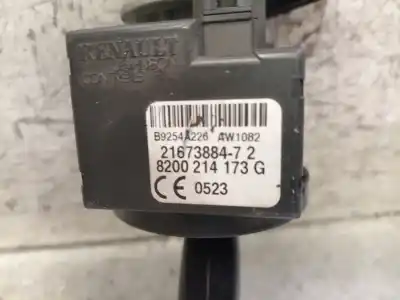 RENAULT
B9254A226 AW1082
21673884-7 2
8200 214 173 G
CE 0523